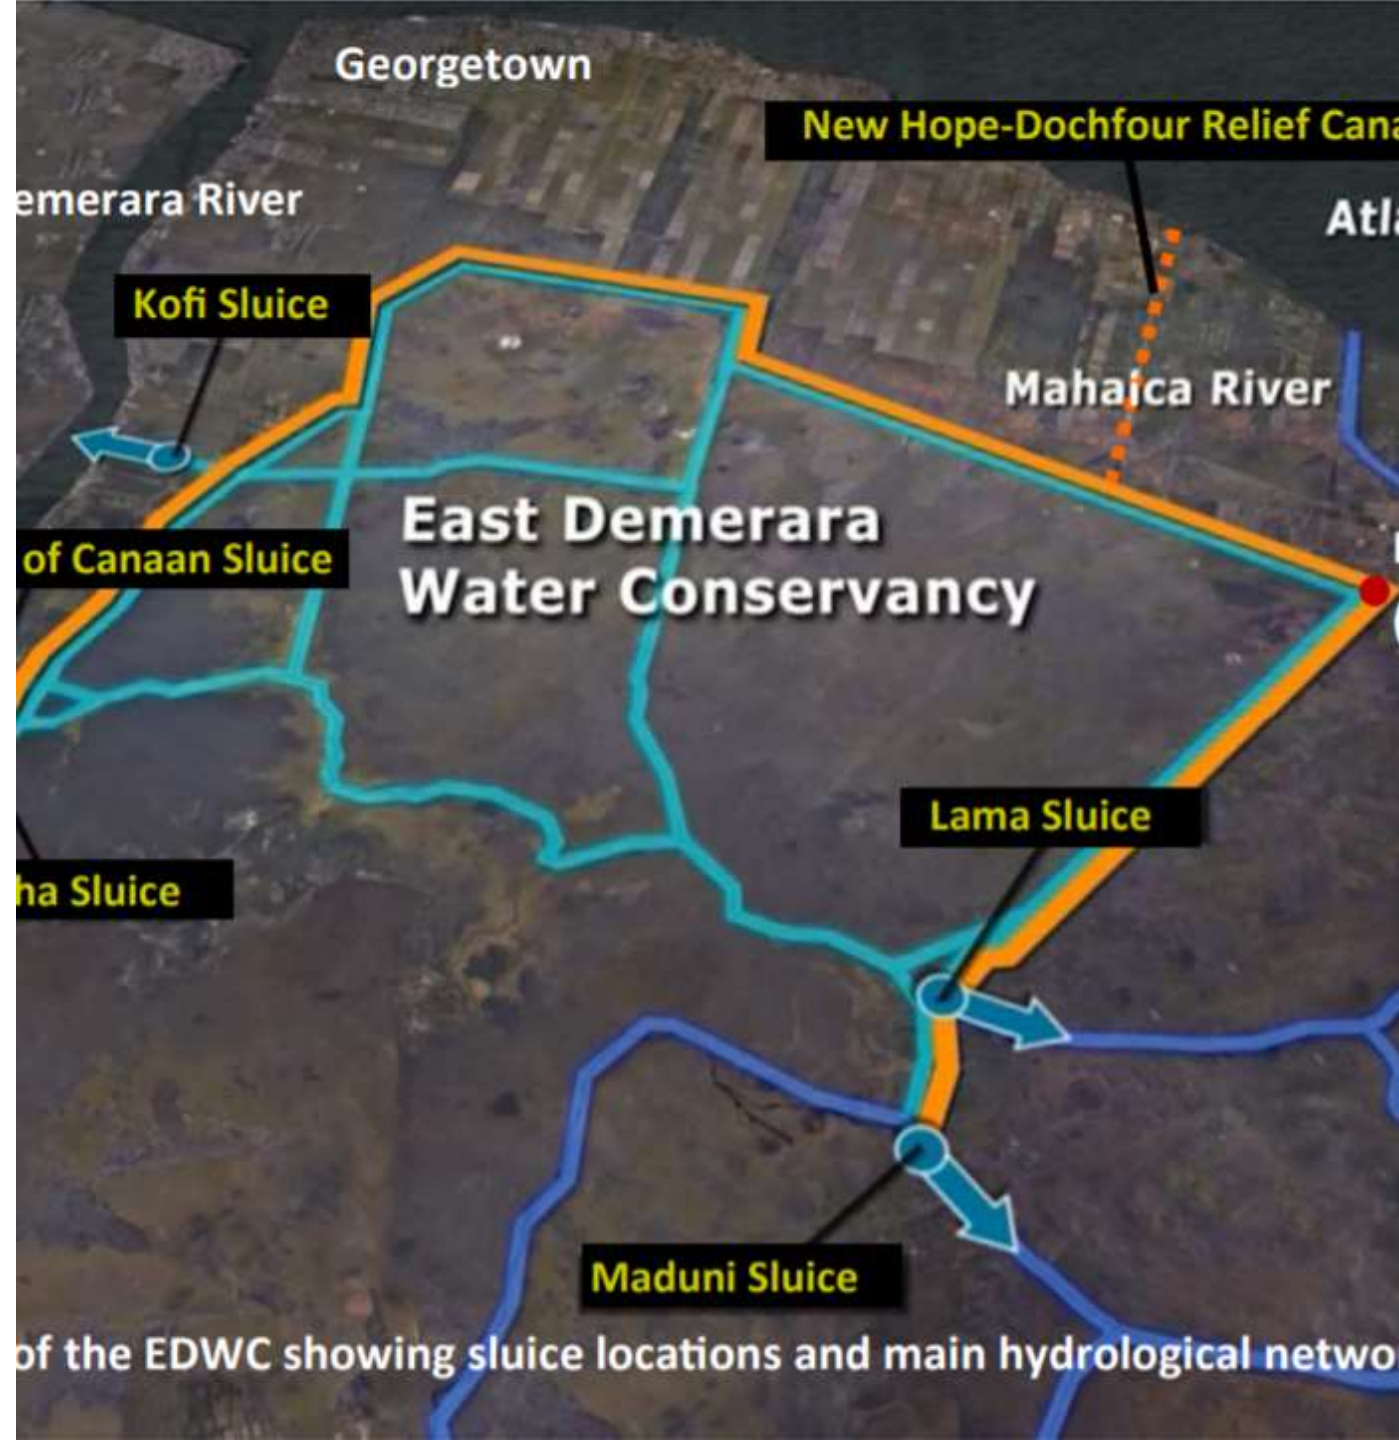 Georgetown
New Hope-Dochfour Relief Cana
emerara River
Atla
Kofi Sluice
Mahaica River
East Demerara
Water Conservancy
of Canaan Sluice
Lama Sluice
ha Sluice
Maduni Sluice
of the EDWC showing sluice locations and main hydrological netwo